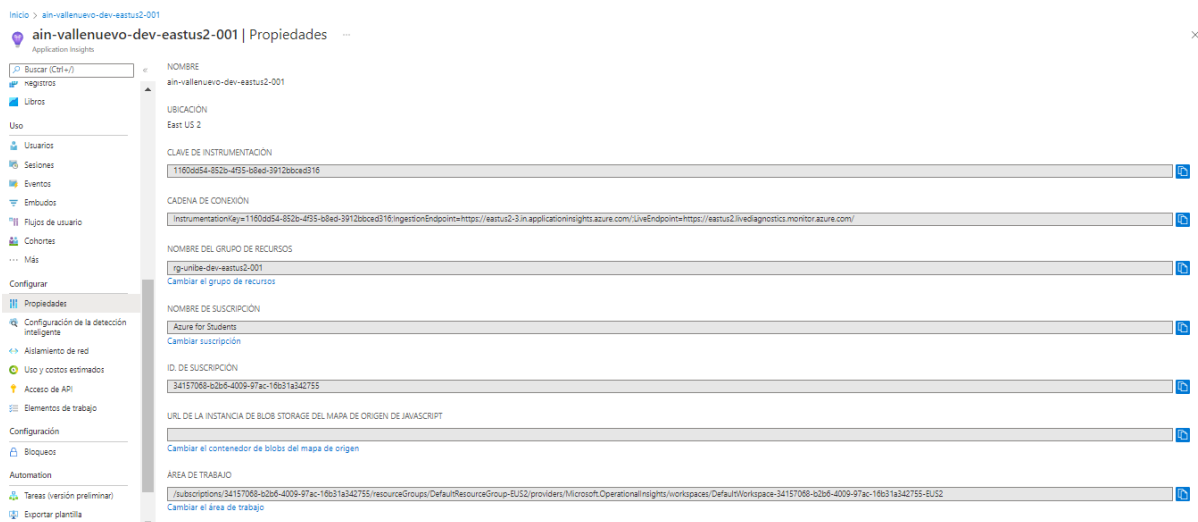 Inicio > ain-vallenuevo-dev-eastus2-001
ain-vallenuevo-dev-eastus2-001 | Propiedades ...
Application Insights
Buscar (Ctrl+/)
Registros
Libros
Uso
Usuarios
Sesiones
Eventos
Embudos
Flujos de usuario
Cohortes
Más
Configurar
Propiedades
Configuración de la detección
inteligente
Aislamiento de red
Uso y costos estimados
Acceso de API
Elementos de trabajo
Configuración
Bloqueos
Automation
Tareas (versión preliminar)
Exportar plantilla
NOMBRE
ain-vallenuevo-dev-eastus2-001
UBICACIÓN
East US 2
CLAVE DE INSTRUMENTACIÓN
1160dd54-852b-4f35-b8ed-3912bbced316
CADENA DE CONEXIÓN
InstrumentationKey=1160dd54-852b-4f35-b8ed-3912bbced316;IngestionEndpoint=https://eastus2-3.in.applicationinsights.azure.com/;LiveEndpoint=https://eastus2.livediagnostics.monitor.azure.com/
NOMBRE DEL GRUPO DE RECURSOS
rg-unibe-dev-eastus2-001
Cambiar el grupo de recursos
NOMBRE DE SUSCRIPCIÓN
Azure for Students
Cambiar suscripción
ID. DE SUSCRIPCIÓN
34157068-b2b6-4009-97ac-16b31a342755
URL DE LA INSTANCIA DE BLOB STORAGE DEL MAPA DE ORIGEN DE JAVASCRIPT
Cambiar el contenedor de blobs del mapa de origen
ÁREA DE TRABAJO
/subscriptions/34157068-b2b6-4009-97ac-16b31a342755/resourceGroups/DefaultResourceGroup-EUS2/providers/Microsoft.OperationalInsights/workspaces/DefaultWorkspace-34157068-b2b6-4009-97ac-16b31a342755-EUS2
Cambiar el área de trabajo